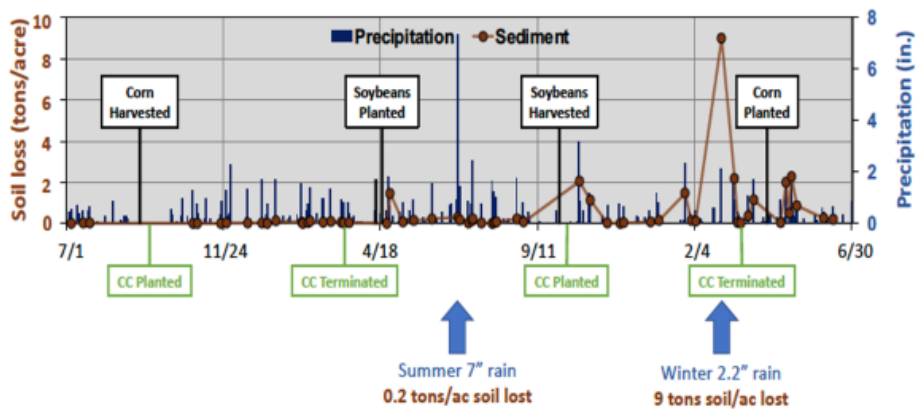 Soil loss (tons/acre)
10
8
6
4
2
0
Precipitation
Sediment
Corn
Harvested
Soybeans
Planted
Soybeans
Harvested
Corn
Planted
8
6
4
2
0
Precipitation (in.)
7/1
11/24
4/18
9/11
2/4
6/30
CC Planted
CC Terminated
CC Planted
CC Terminated
Summer 7” rain
0.2 tons/ac soil lost
Winter 2.2” rain
9 tons soil/ac lost